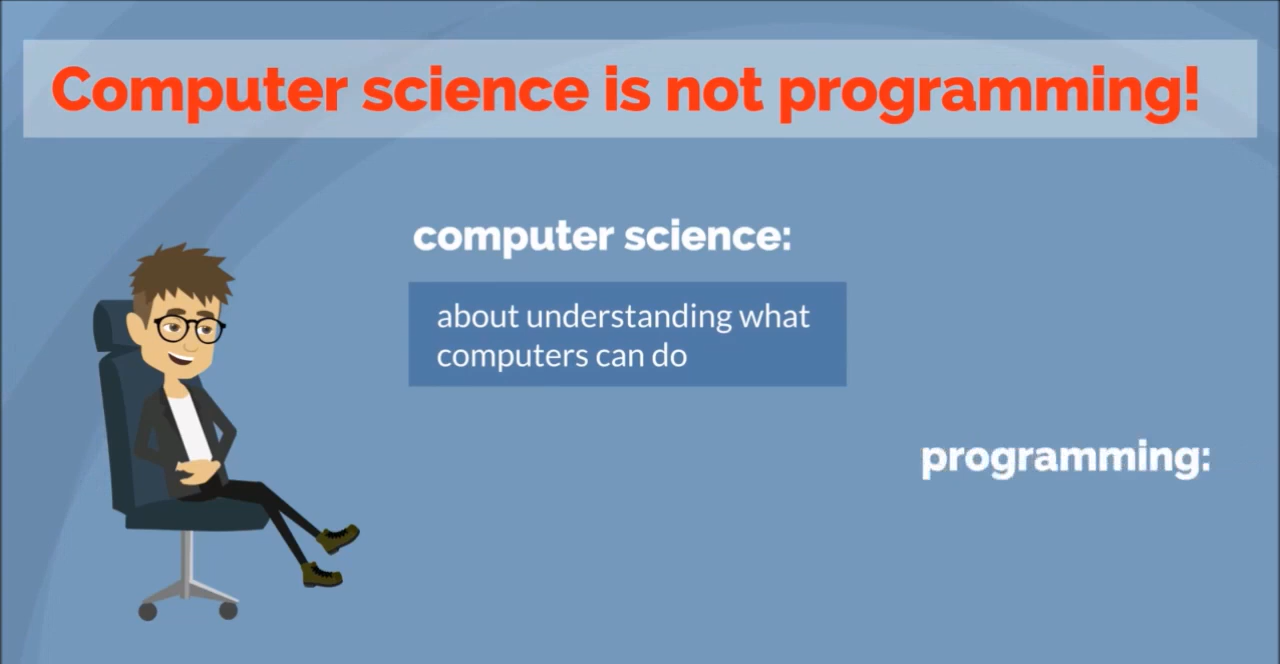 Computer science is not programming!
computer science:
about understanding what
computers can do
programming: